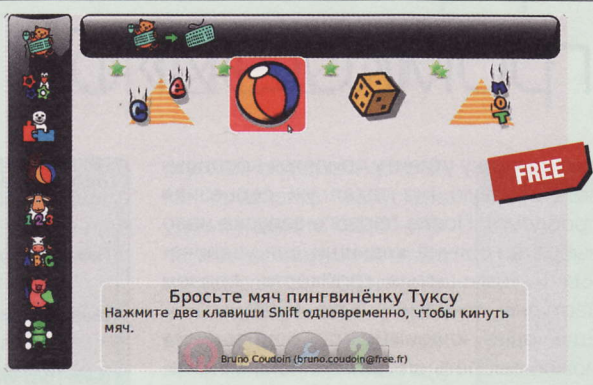 FREE
Бросьте мяч пингвинёнку Туксу
Нажмите две клавиши Shift одновременно, чтобы кинуть
мяч.
Bruno Coudoin (bruno.coudoin@free.fr)